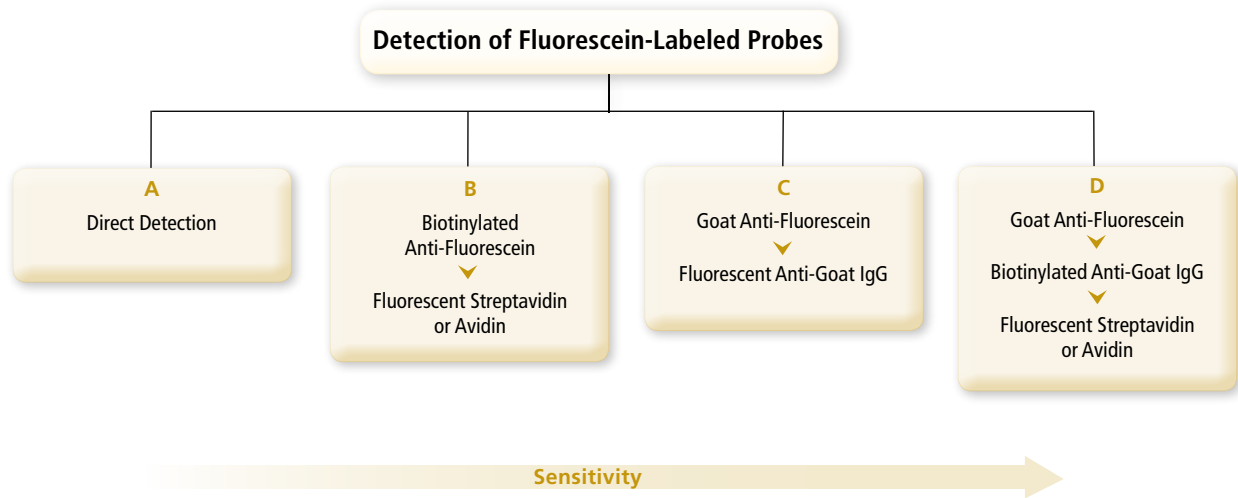 Detection of Fluorescein-Labeled Probes
A
Direct Detection
B
Biotinylated
Anti-Fluorescein
Fluorescent Streptavidin
or Avidin
C
Goat Anti-Fluorescein
Fluorescent Anti-Goat IgG
D
Goat Anti-Fluorescein
Biotinylated Anti-Goat IgG
Fluorescent Streptavidin
or Avidin
Sensitivity